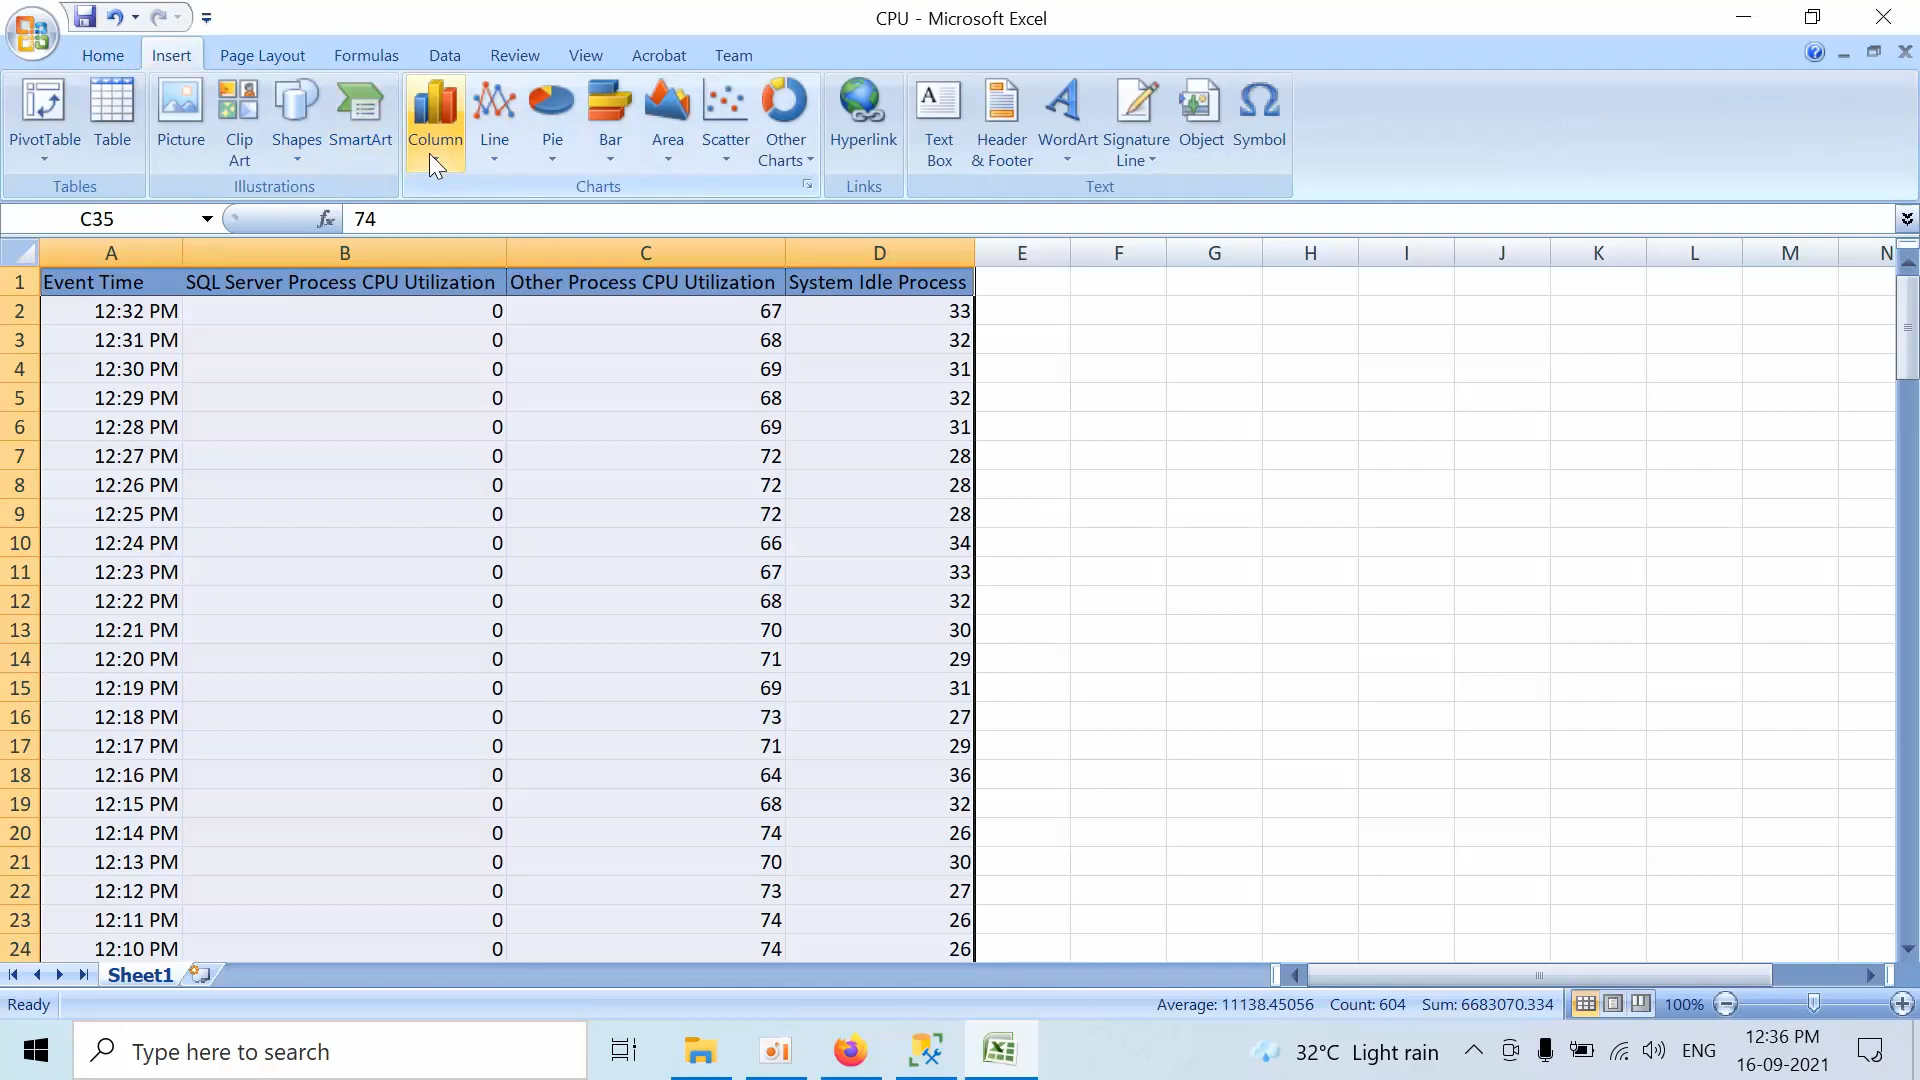 CPU - Microsoft Excel
Home Insert Page Layout Formulas Data Review View Acrobat Team
PivotTable Table Picture Clip Art Shapes SmartArt Column Line Pie Bar Area Scatter Other Charts Hyperlink Text Box Header & Footer WordArt Signature Line Object Symbol
Tables Illustrations Charts Links Text
C35 fx 74
A B C D E F G H I J K L M N
1 Event Time SQL Server Process CPU Utilization Other Process CPU Utilization System Idle Process
2 12:32 PM 0 67 33
3 12:31 PM 0 68 32
4 12:30 PM 0 69 31
5 12:29 PM 0 68 32
6 12:28 PM 0 69 31
7 12:27 PM 0 72 28
8 12:26 PM 0 72 28
9 12:25 PM 0 72 28
10 12:24 PM 0 66 34
11 12:23 PM 0 67 33
12 12:22 PM 0 68 32
13 12:21 PM 0 70 30
14 12:20 PM 0 71 29
15 12:19 PM 0 69 31
16 12:18 PM 0 73 27
17 12:17 PM 0 71 29
18 12:16 PM 0 64 36
19 12:15 PM 0 68 32
20 12:14 PM 0 74 26
21 12:13 PM 0 70 30
22 12:12 PM 0 73 27
23 12:11 PM 0 74 26
24 12:10 PM 0 74 26
Sheet1
Ready Average: 11138.45056 Count: 604 Sum: 6683070.334 100%
Type here to search 32°C Light rain ENG 12:36 PM
16-09-2021